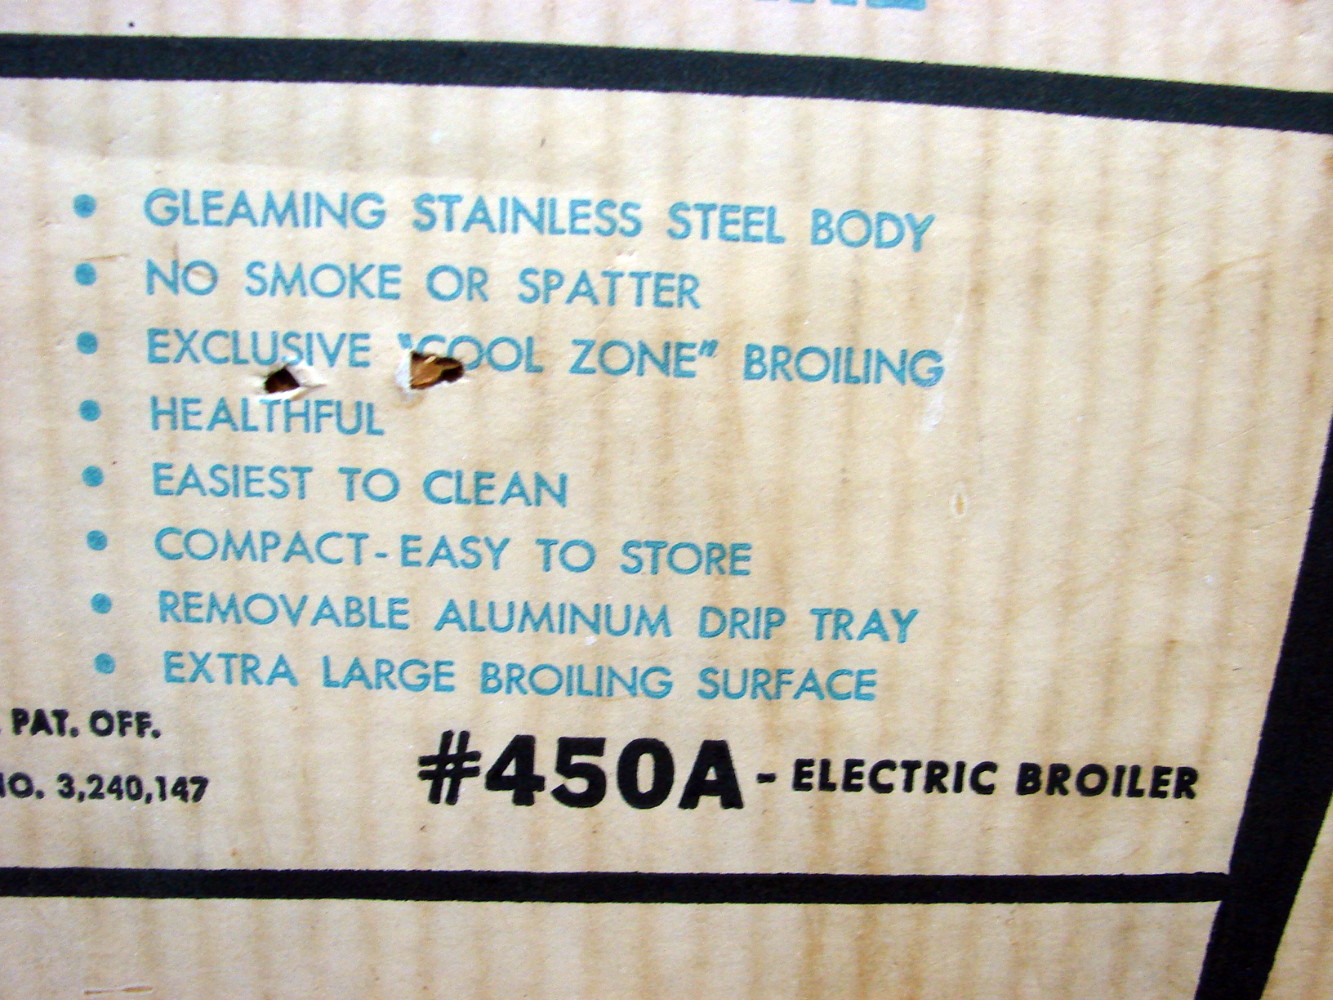 • GLEAMING STAINLESS STEEL BODY
• NO SMOKE OR SPATTER
• EXCLUSIVE "COOL ZONE" BROILING
• HEALTHFUL
• EASIEST TO CLEAN
• COMPACT-EASY TO STORE
• REMOVABLE ALUMINUM DRIP TRAY
• EXTRA LARGE BROILING SURFACE
PAT. OFF.
NO. 3,240,147
#450A - ELECTRIC BROILER